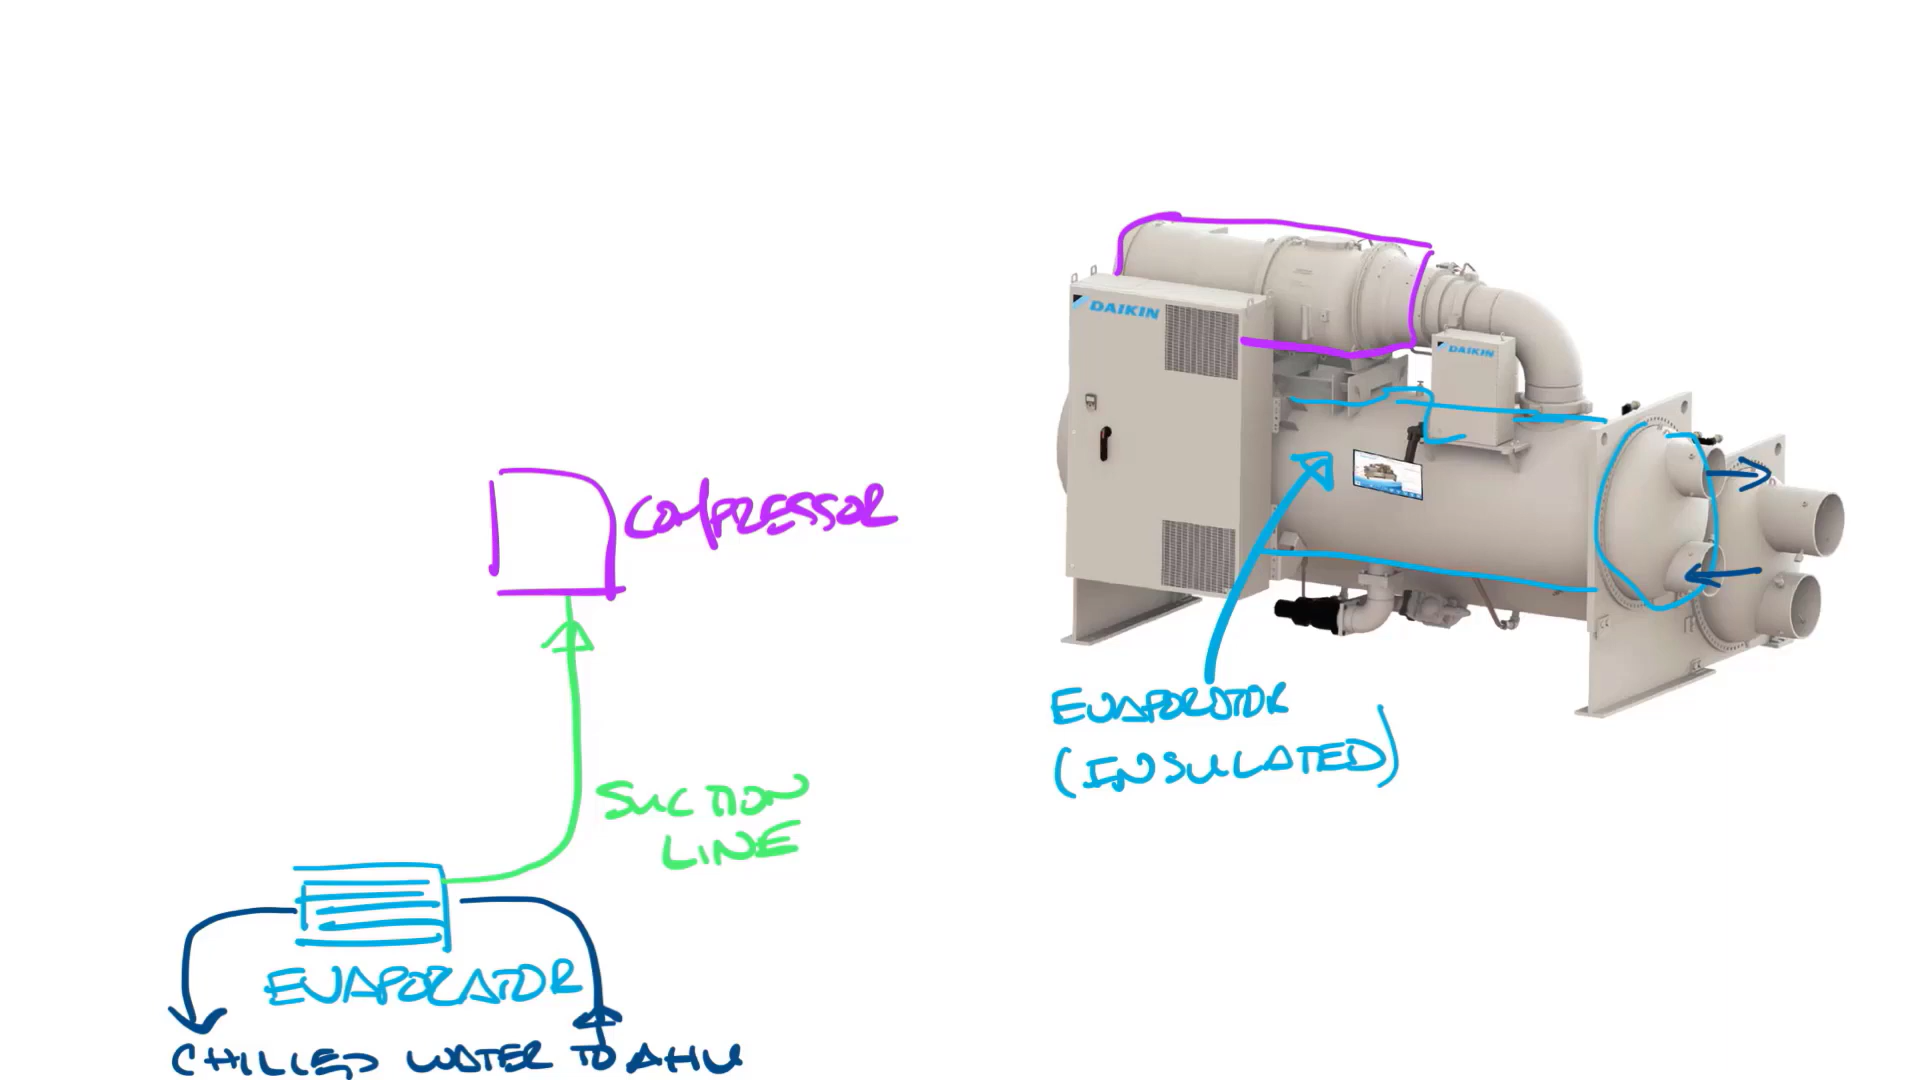 DAIKIN
DAIKIN
COMPRESSOR
EVAPORATOR
(INSULATED)
SUCTION
LINE
EVAPORATOR
CHILLED WATER TO AHU